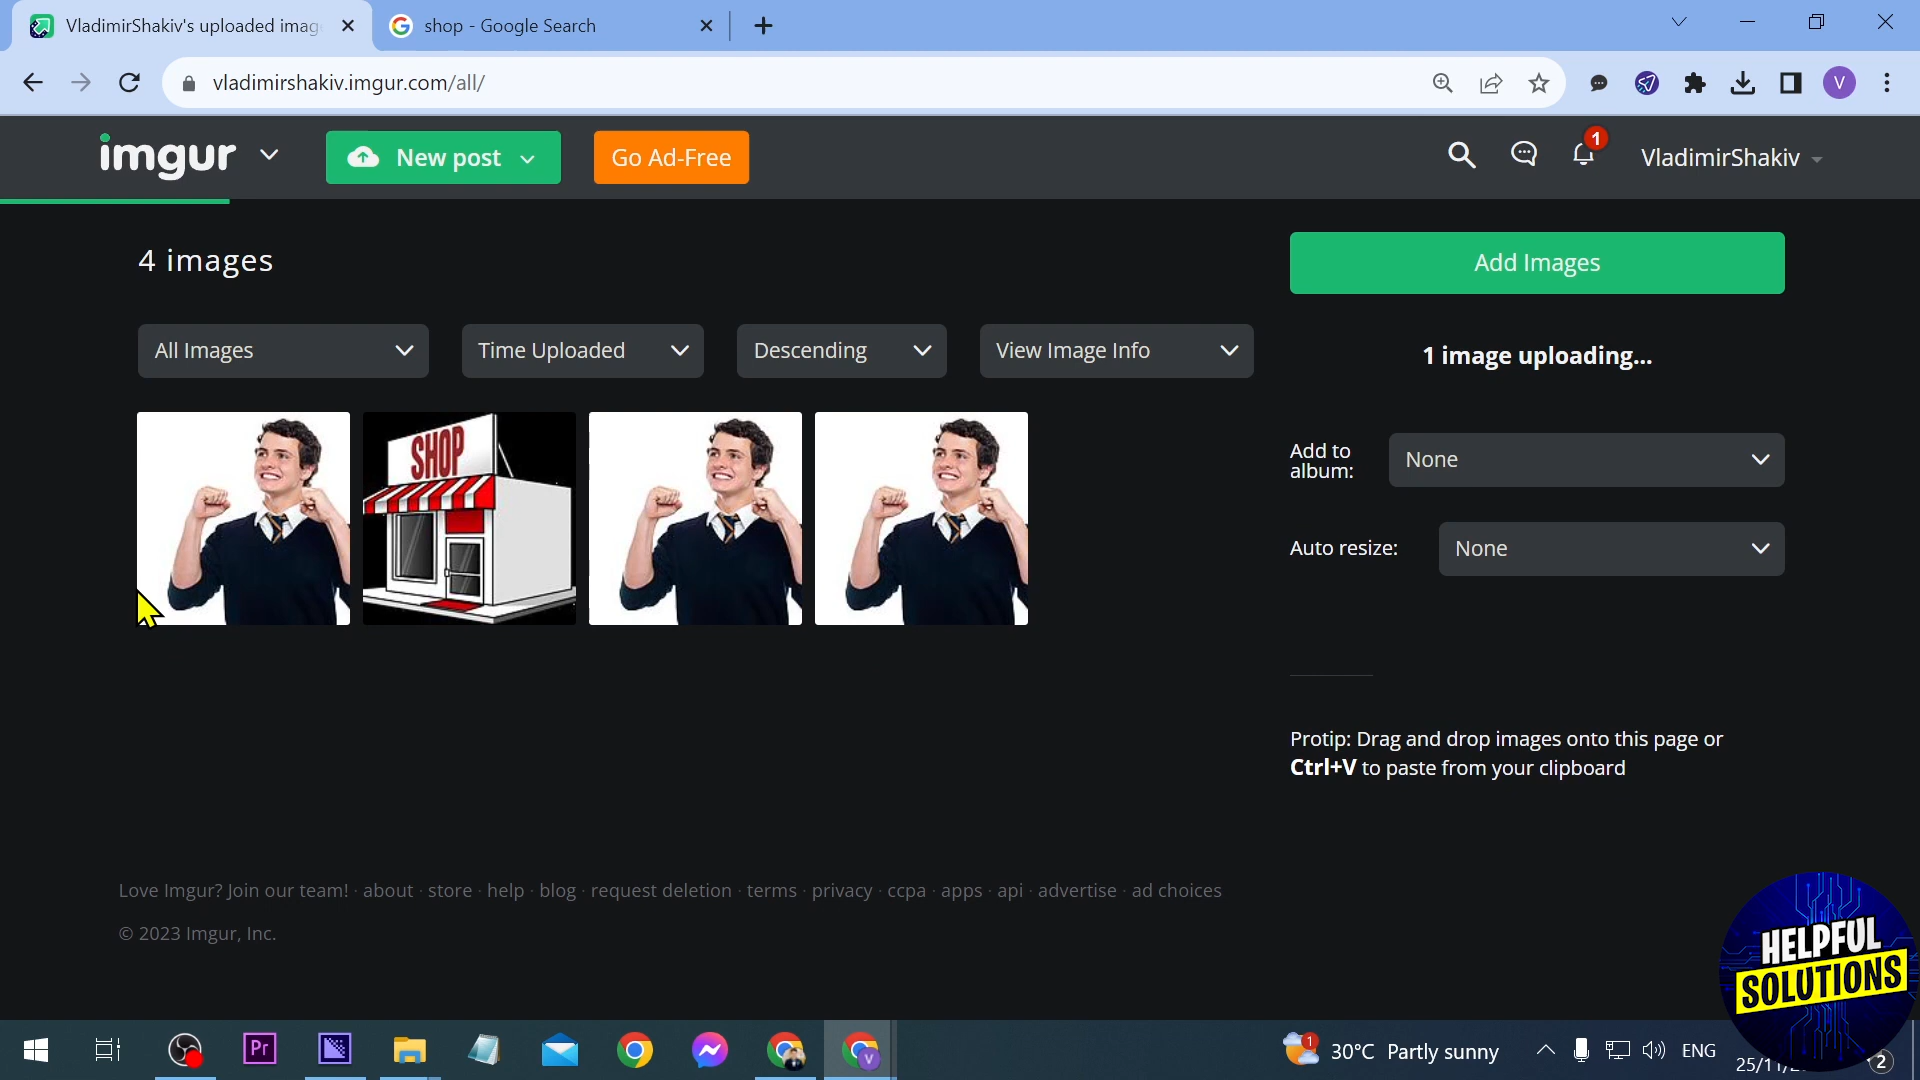 VladimirShakiv's uploaded imag
shop - Google Search
vladimirshakiv.imgur.com/all/
V
imgur
New post
Go Ad-Free
1
VladimirShakiv
4 images
Add Images
All Images
Time Uploaded
Descending
View Image Info
1 image uploading...
SHOP
Add to
album:
None
Auto resize:
None
Protip: Drag and drop images onto this page or
Ctrl+V to paste from your clipboard
Love Imgur? Join our team! · about · store · help · blog · request deletion · terms · privacy · ccpa · apps · api · advertise · ad choices
© 2023 Imgur, Inc.
HELPFUL
SOLUTIONS
Pr
V
1
30°C Partly sunny
ENG
2